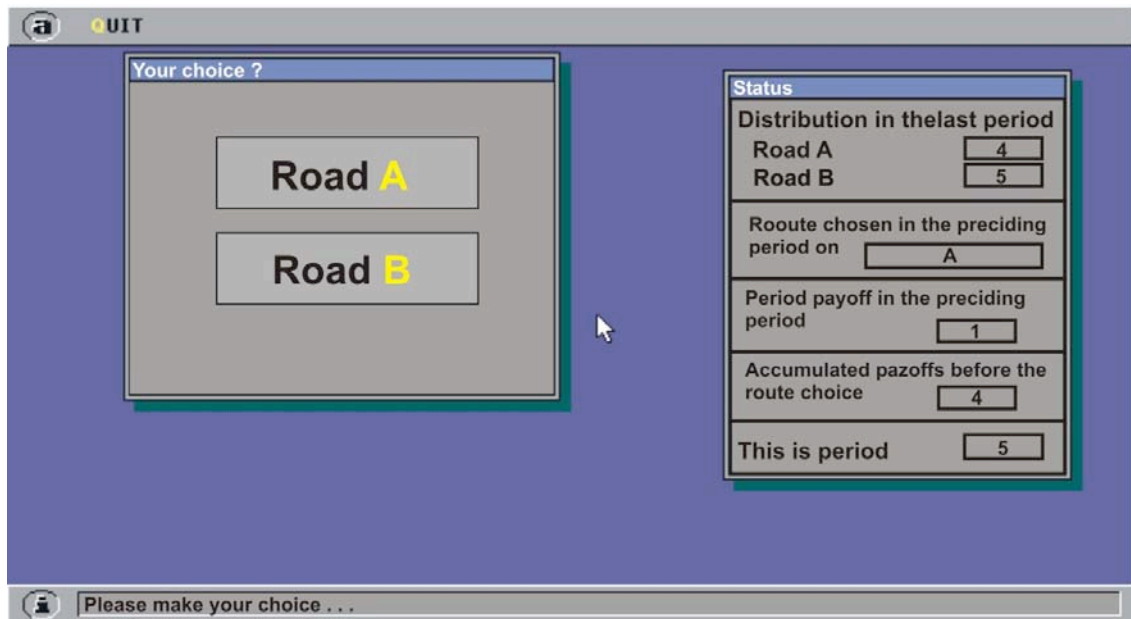 a QUIT
Your choice ?
Road A
Road B
Status
Distribution in thelast period
Road A 4
Road B 5
Rooute chosen in the preciding
period on A
Period payoff in the preciding
period 1
Accumulated pazoffs before the
route choice 4
This is period 5
i Please make your choice . . .